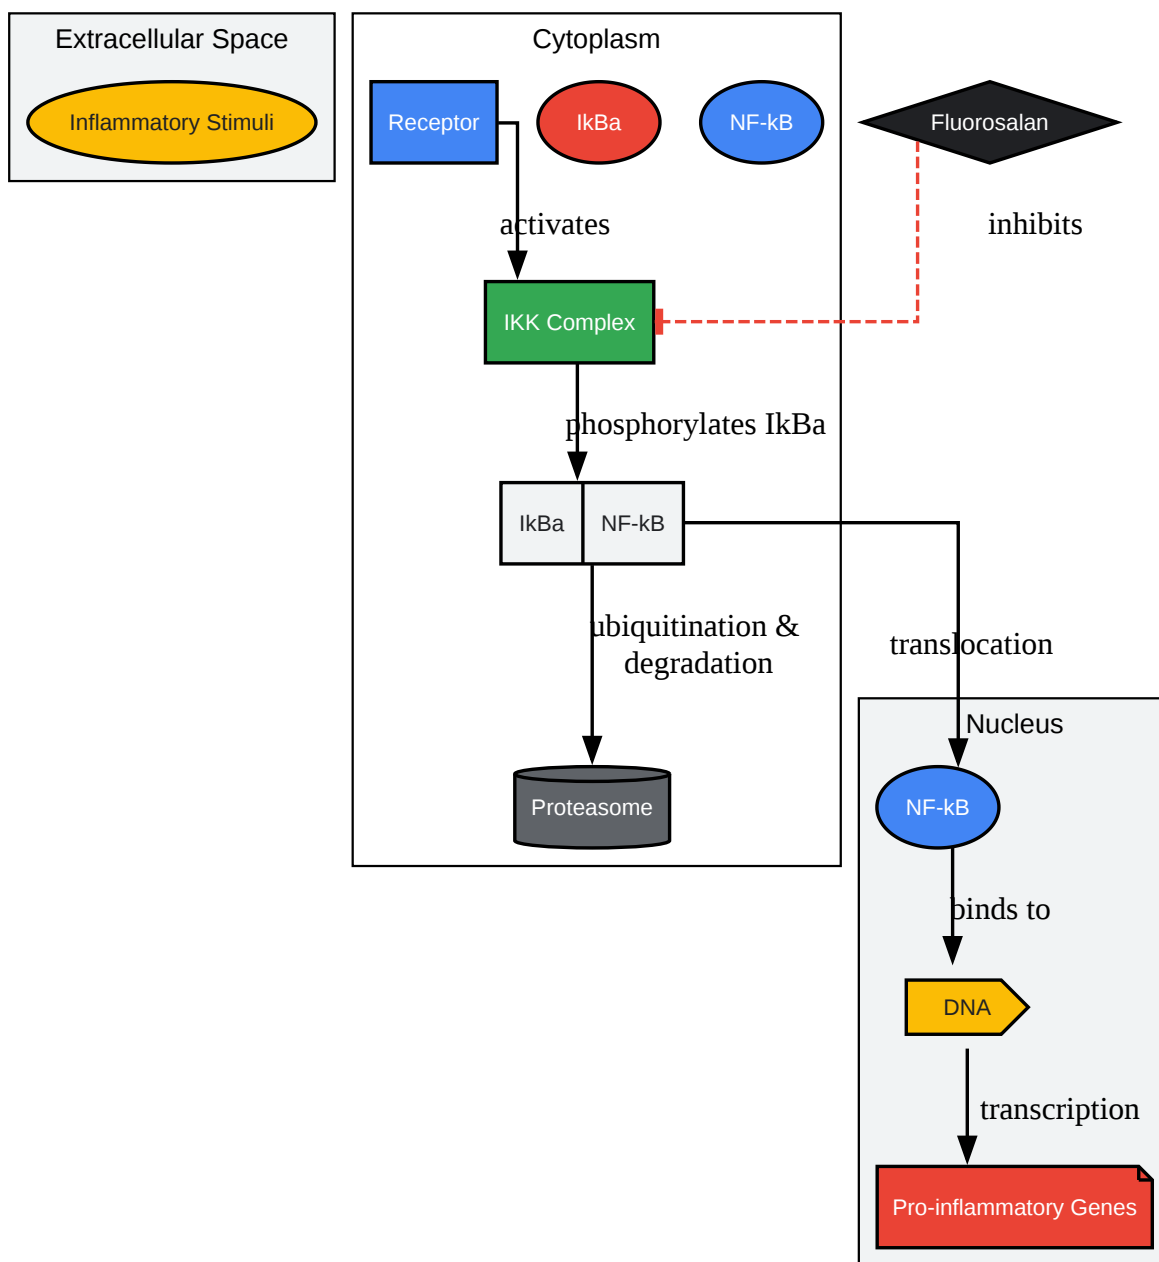 Extracellular Space
Inflammatory Stimuli
Cytoplasm
Receptor
IkBa
NF-kB
Fluorosalan
activates
inhibits
IKK Complex
phosphorylates IkBa
IkBa
NF-kB
ubiquitination &
degradation
translocation
Proteasome
Nucleus
NF-kB
binds to
DNA
transcription
Pro-inflammatory Genes